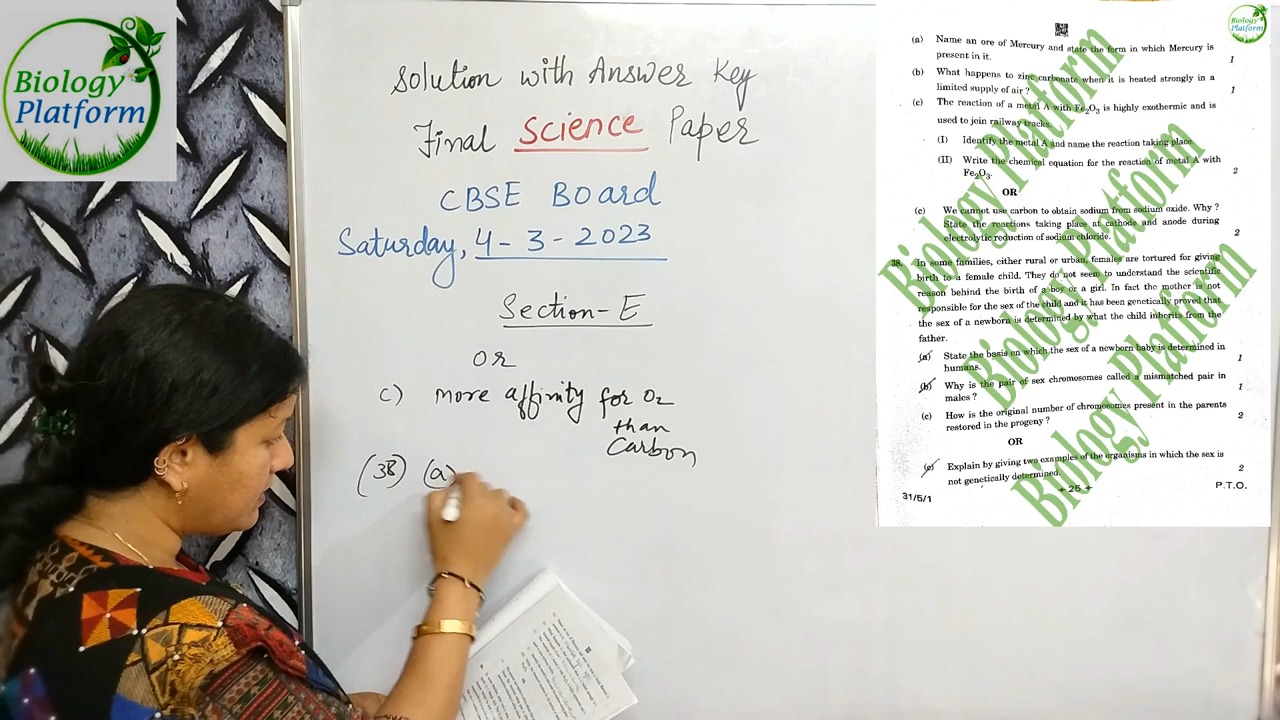 Biology
Platform
Solution with Answer Key
Final Science Paper
CBSE Board
Saturday, 4-3-2023
Section-E
Or
c) More affinity for O2
than
Carbon
(38) (a)
Biology
Platform
(a) Name an ore of Mercury and state the form in which Mercury is
present in it. 1
(b) What happens to zinc carbonate when it is heated strongly in a
limited supply of air ? 1
(c) The reaction of a metal A with Fe2O3 is highly exothermic and is
used to join railway tracks.
(I) Identify the metal A and name the reaction taking place.
(II) Write the chemical equation for the reaction of metal A with
Fe2O3. 2
OR
(c) We cannot use carbon to obtain sodium from sodium oxide. Why ?
State the reactions taking place at cathode and anode during
electrolytic reduction of sodium chloride. 2
38. In some families, either rural or urban, females are tortured for giving
birth to a female child. They do not seem to understand the scientific
reason behind the birth of a boy or a girl. In fact the mother is not
responsible for the sex of the child and it has been genetically proved that
the sex of a newborn is determined by what the child inherits from the
father.
(a) State the basis on which the sex of a newborn baby is determined in
humans. 1
(b) Why is the pair of sex chromosomes called a mismatched pair in
males ? 1
(c) How is the original number of chromosomes present in the parents
restored in the progeny ? 2
OR
(c) Explain by giving two examples of the organisms in which the sex is
not genetically determined. 2
31/5/1 25 P.T.O.
Biology Platform
Biology Platform
Biology Platform